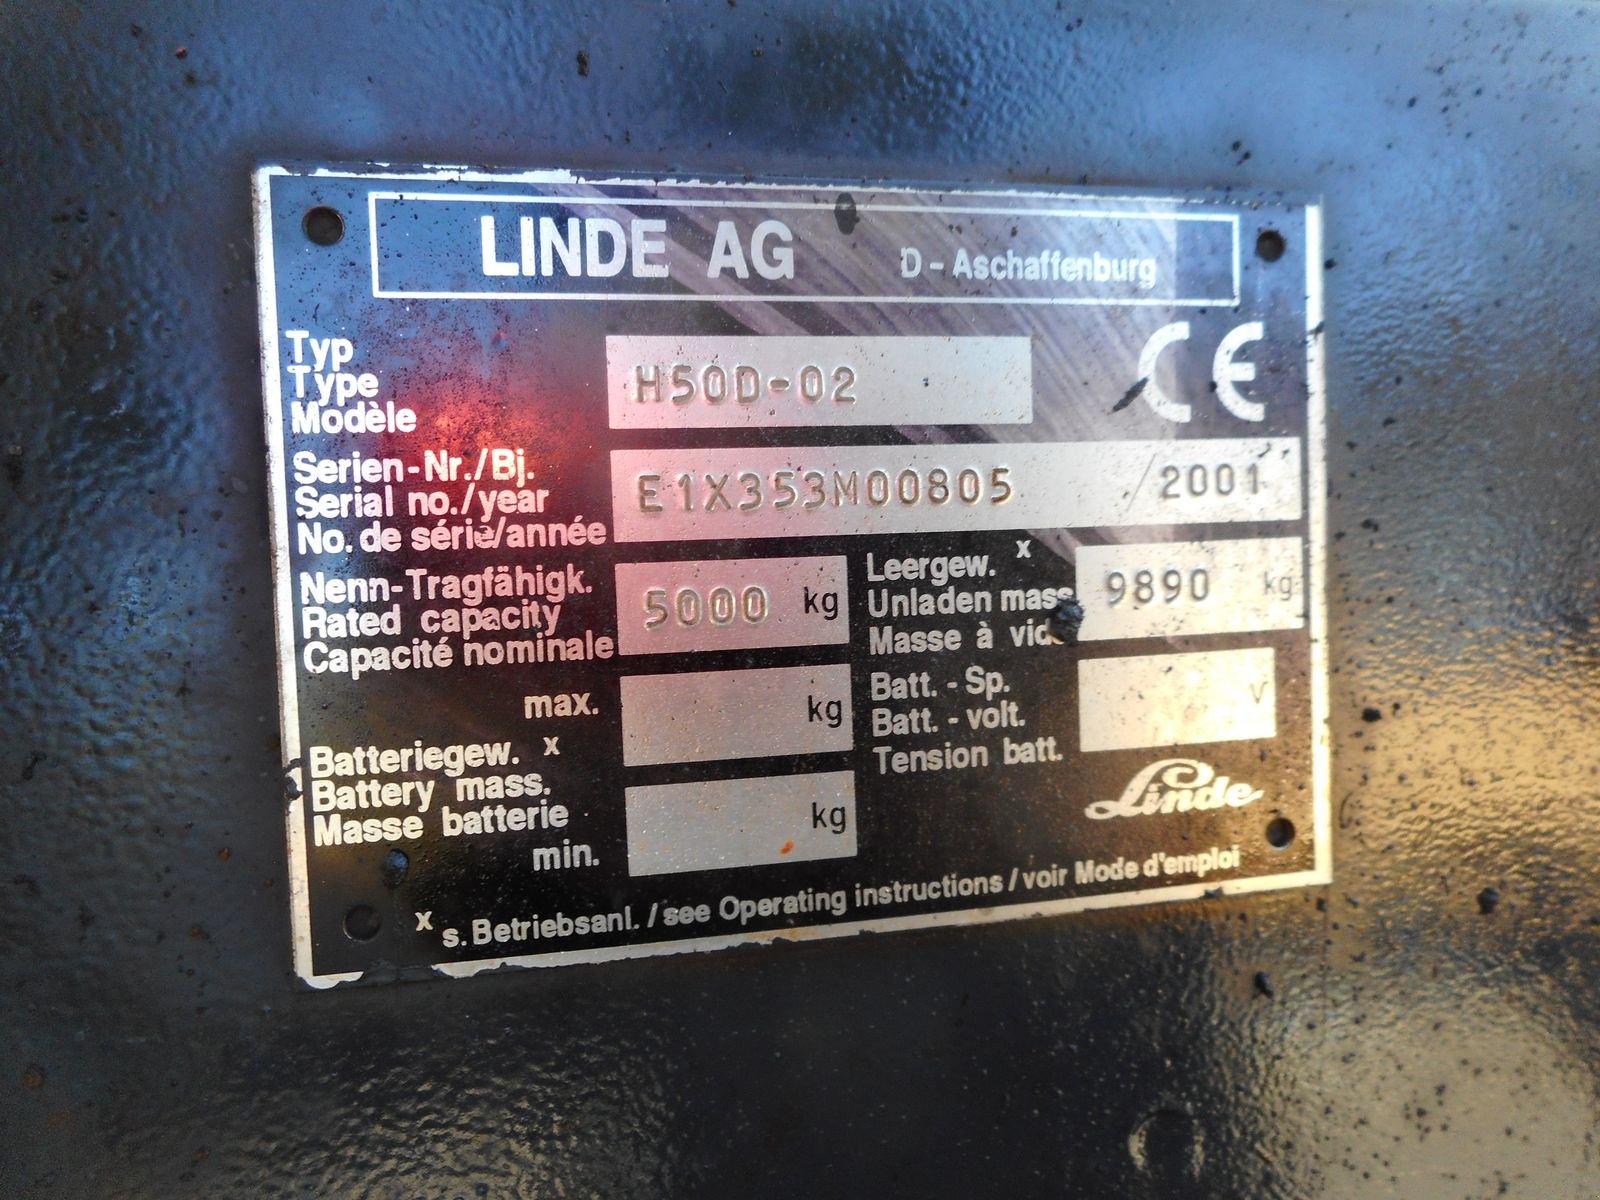 LINDE AG D - Aschaffenburg
Typ
Type
Modèle
H50D-02
CE
Serien-Nr./Bj.
Serial no./year
No. de série/année
E1X353M00805 / 2001
Nenn-Tragfähigk.
Rated capacity
Capacité nominale
5000 kg
Leergew. x
Unladen mass
Masse à vide
9890 kg
max. kg
Batteriegew. x
Battery mass.
Masse batterie
min. kg
Batt. - Sp.
Batt. - volt.
Tension batt.
V
Linde
x s. Betriebsanl. / see Operating instructions / voir Mode d'emploi